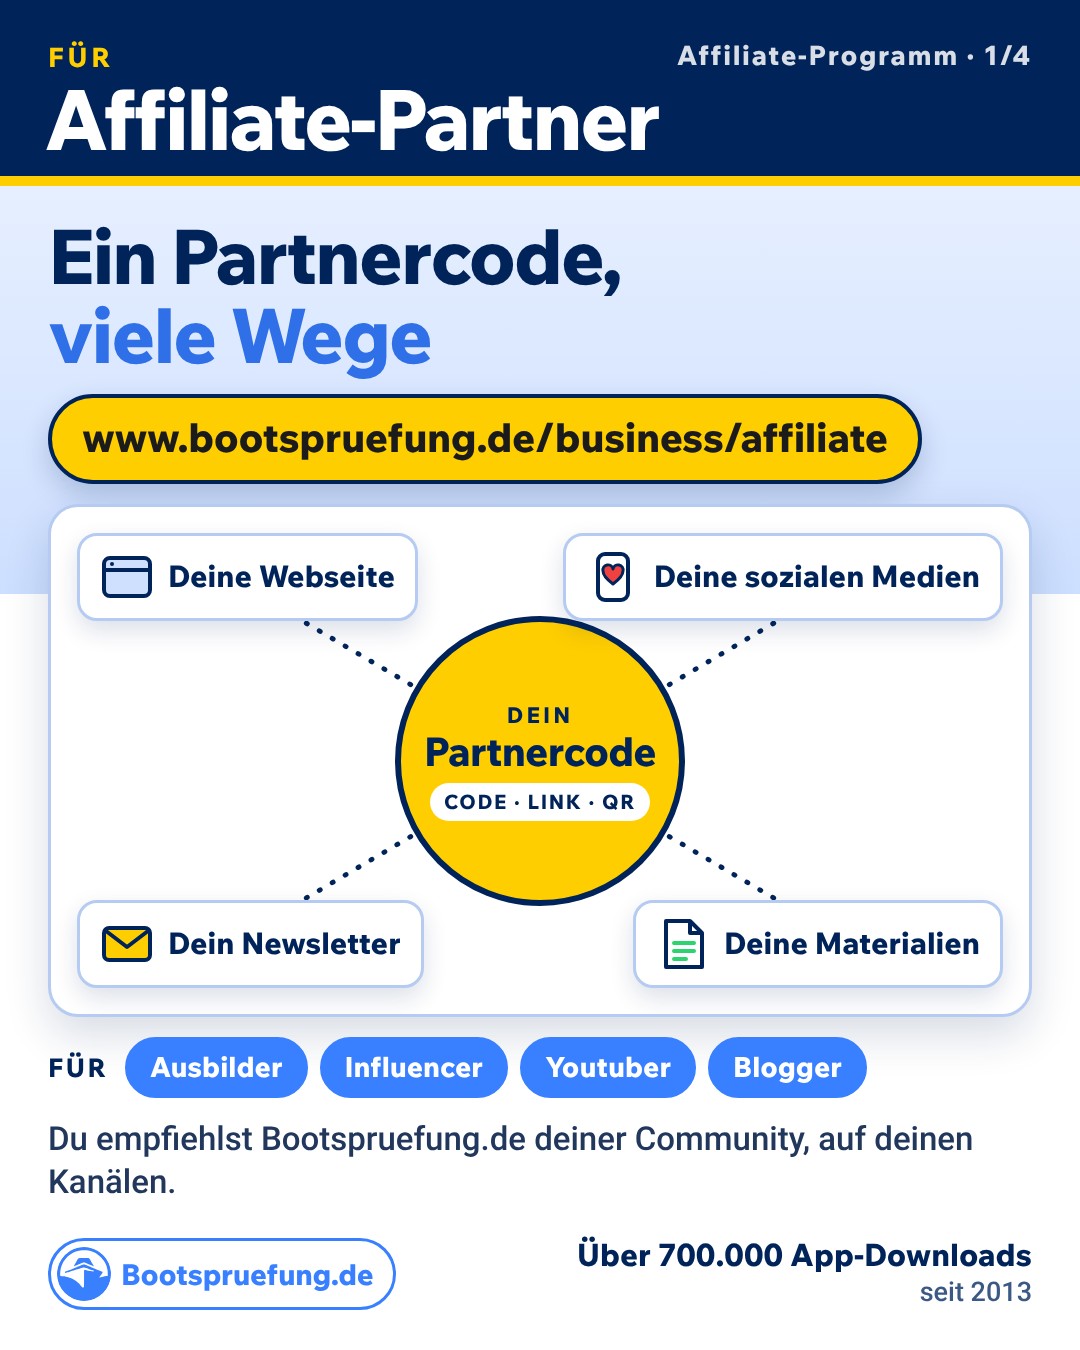 FÜR
Affiliate-Programm · 1/4
Affiliate-Partner
Ein Partnercode,
viele Wege
www.bootspruefung.de/business/affiliate
Deine Webseite
Deine sozialen Medien
DEIN
Partnercode
CODE · LINK · QR
Dein Newsletter
Deine Materialien
FÜR Ausbilder Influencer Youtuber Blogger
Du empfiehlst Bootspruefung.de deiner Community, auf deinen
Kanälen.
Bootspruefung.de
Über 700.000 App-Downloads
seit 2013